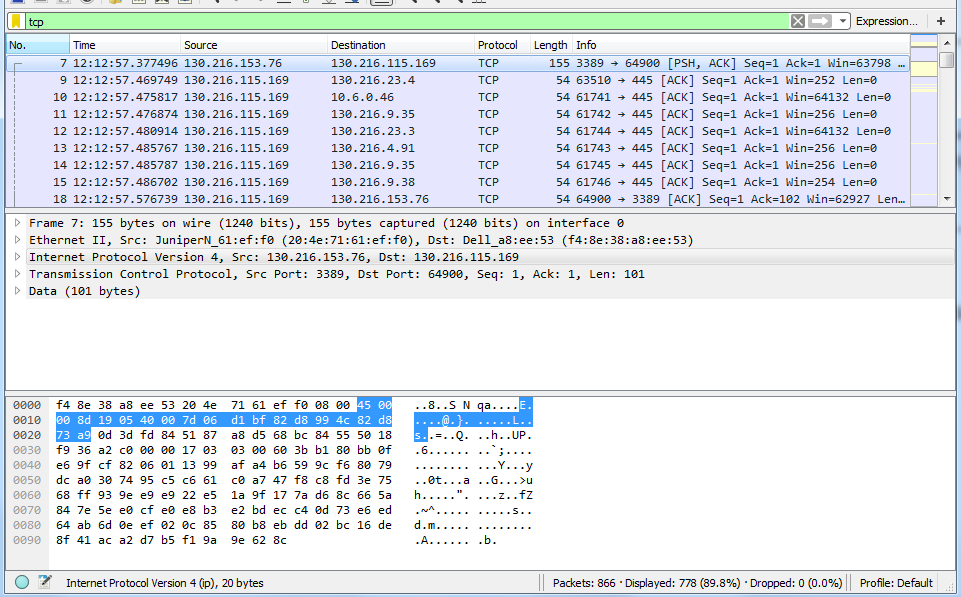 tcp Expression... +
No. Time Source Destination Protocol Length Info
7 12:12:57.377496 130.216.153.76 130.216.115.169 TCP 155 3389 → 64900 [PSH, ACK] Seq=1 Ack=1 Win=63798 …
9 12:12:57.469749 130.216.115.169 130.216.23.4 TCP 54 63510 → 445 [ACK] Seq=1 Ack=1 Win=252 Len=0
10 12:12:57.475817 130.216.115.169 10.6.0.46 TCP 54 61741 → 445 [ACK] Seq=1 Ack=1 Win=64132 Len=0
11 12:12:57.476874 130.216.115.169 130.216.9.35 TCP 54 61742 → 445 [ACK] Seq=1 Ack=1 Win=256 Len=0
12 12:12:57.480914 130.216.115.169 130.216.23.3 TCP 54 61744 → 445 [ACK] Seq=1 Ack=1 Win=64132 Len=0
13 12:12:57.485767 130.216.115.169 130.216.4.91 TCP 54 61743 → 445 [ACK] Seq=1 Ack=1 Win=256 Len=0
14 12:12:57.485787 130.216.115.169 130.216.9.35 TCP 54 61745 → 445 [ACK] Seq=1 Ack=1 Win=256 Len=0
15 12:12:57.486702 130.216.115.169 130.216.9.38 TCP 54 61746 → 445 [ACK] Seq=1 Ack=1 Win=254 Len=0
18 12:12:57.576739 130.216.115.169 130.216.153.76 TCP 54 64900 → 3389 [ACK] Seq=1 Ack=102 Win=62927 Len…
Frame 7: 155 bytes on wire (1240 bits), 155 bytes captured (1240 bits) on interface 0
Ethernet II, Src: JuniperN_61:ef:f0 (20:4e:71:61:ef:f0), Dst: Dell_a8:ee:53 (f4:8e:38:a8:ee:53)
Internet Protocol Version 4, Src: 130.216.153.76, Dst: 130.216.115.169
Transmission Control Protocol, Src Port: 3389, Dst Port: 64900, Seq: 1, Ack: 1, Len: 101
Data (101 bytes)
0000 f4 8e 38 a8 ee 53 20 4e 71 61 ef f0 08 00 45 00 ..8..S N qa....E.
0010 00 8d 19 05 40 00 7d 06 d1 bf 82 d8 99 4c 82 d8 ....@.}. .....L..
0020 73 a9 0d 3d fd 84 51 87 a8 d5 68 bc 84 55 50 18 s..=..Q. ..h..UP.
0030 f9 36 a2 c0 00 00 17 03 03 00 60 3b b1 80 bb 0f .6...... ..`;....
0040 e6 9f cf 82 06 01 13 99 af a4 b6 59 9c f6 80 79 ........ ...Y...y
0050 dc a0 30 74 95 c5 c6 61 c0 a7 47 f8 c8 fd 3e 75 ..0t...a ..G...>u
0060 68 ff 93 9e e9 e9 22 e5 1a 9f 17 7a d6 8c 66 5a h.....". ...z..fZ
0070 84 7e 5e e0 cf e0 e8 b3 e2 bd ec c4 0d 73 e6 ed .~^..... .....s..
0080 64 ab 6d 0e ef 02 0c 85 80 b8 eb dd 02 bc 16 de d.m..... ........
0090 8f 41 ac a2 d7 b5 f1 9a 9e 62 8c .A...... .b.
Internet Protocol Version 4 (ip), 20 bytes Packets: 866 · Displayed: 778 (89.8%) · Dropped: 0 (0.0%) Profile: Default